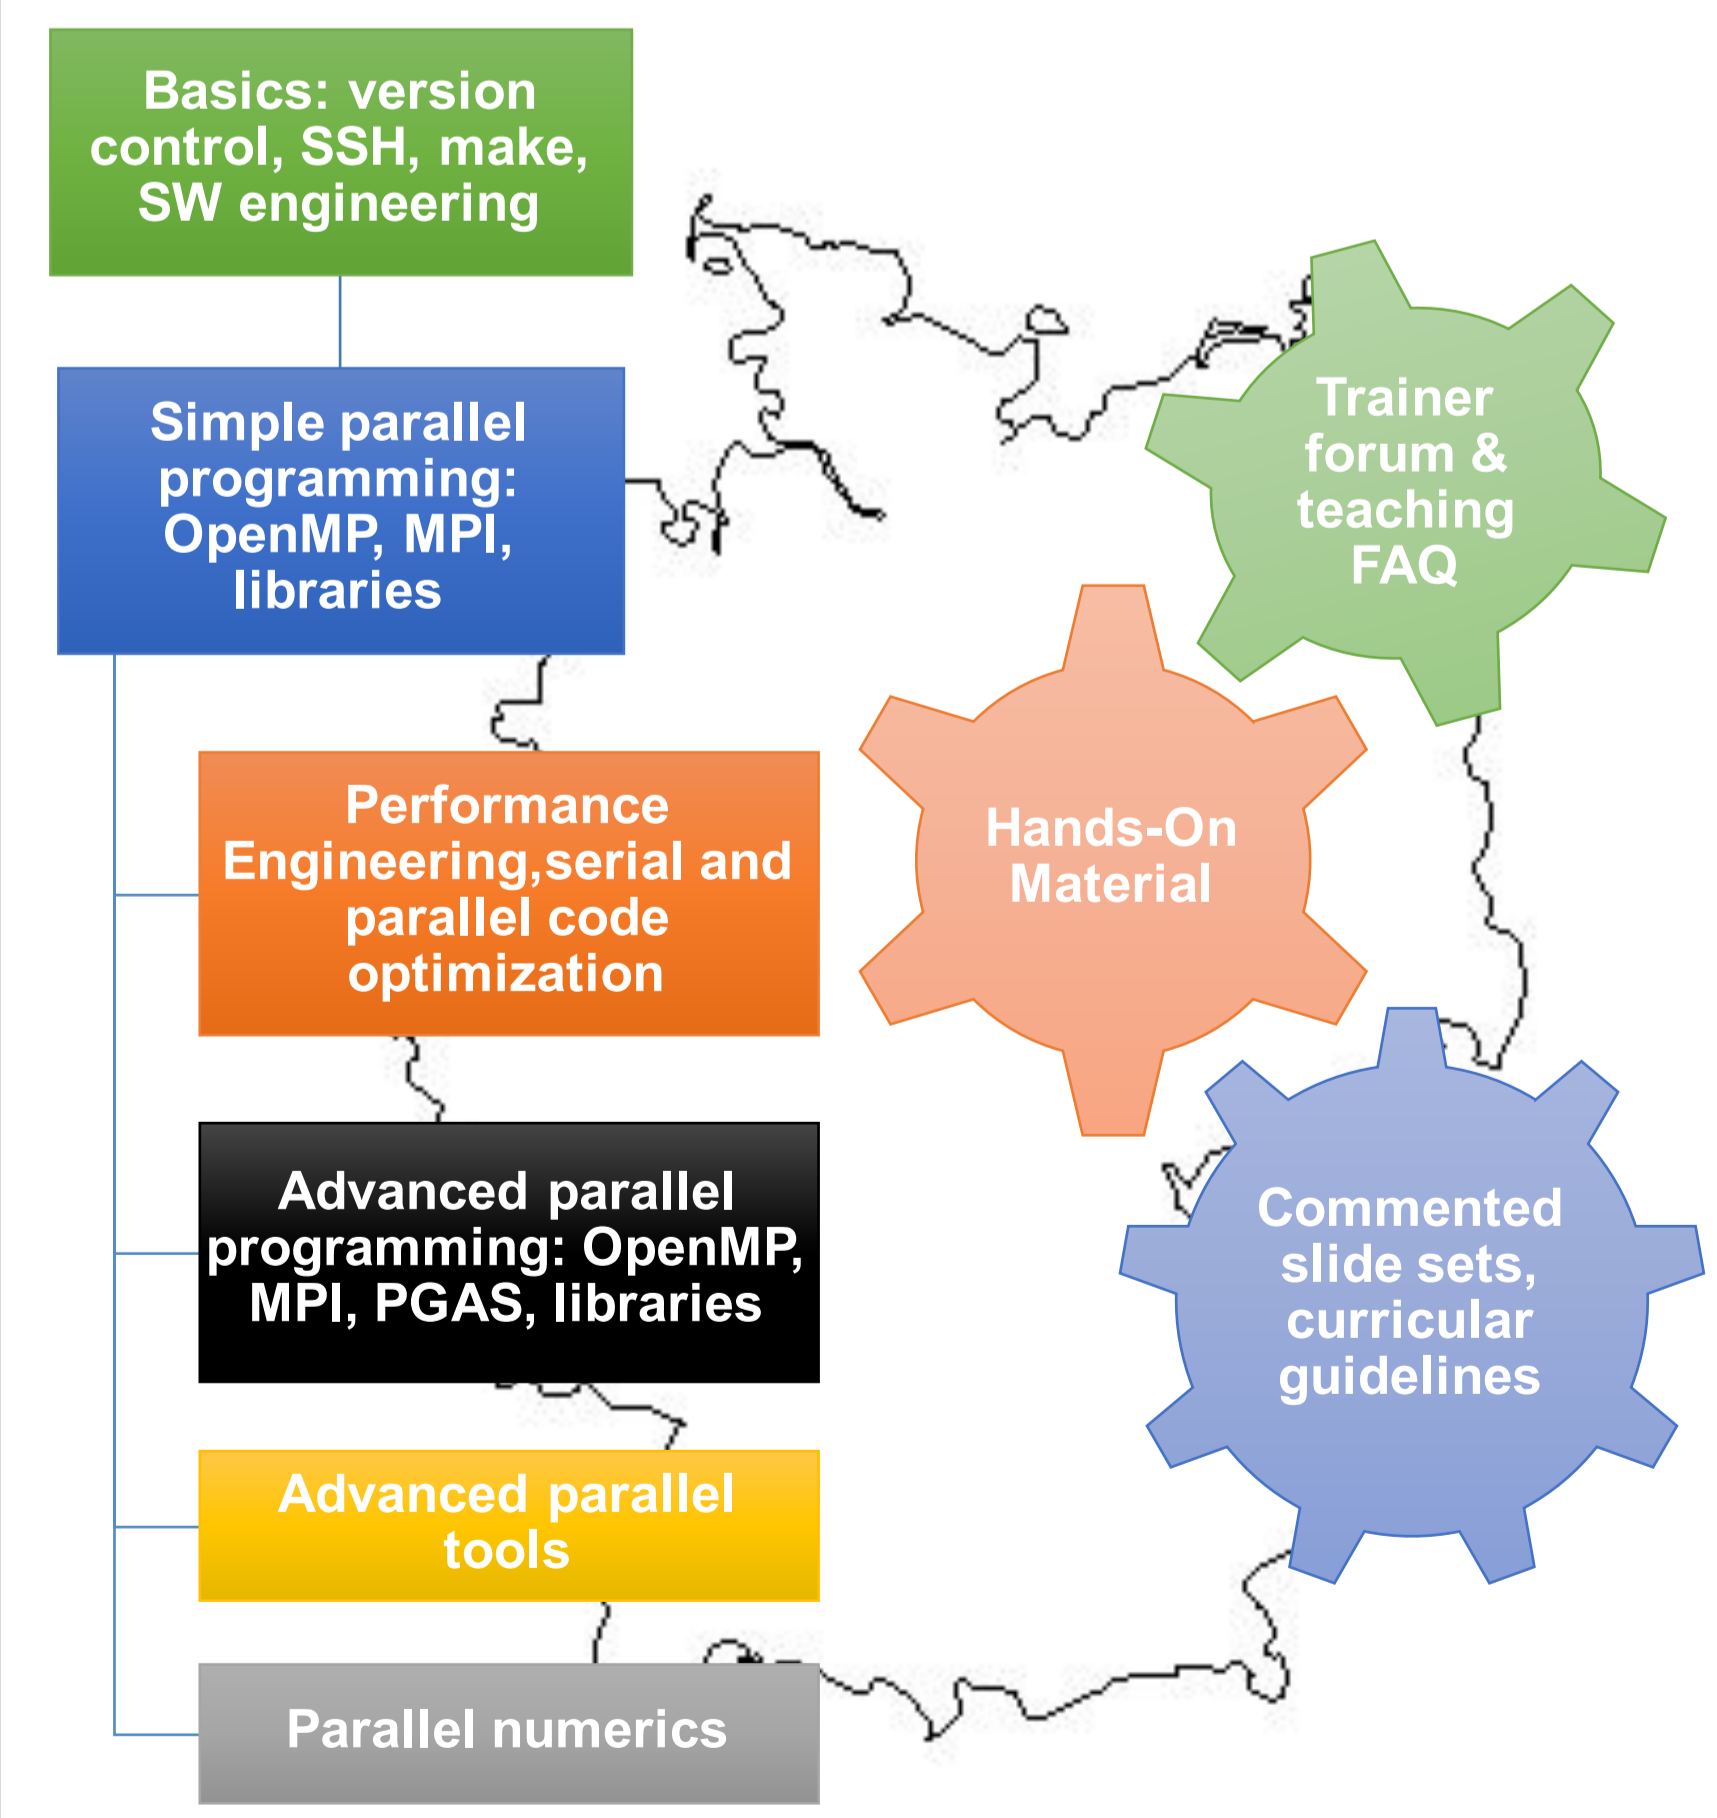 Basics: version
control, SSH, make,
SW engineering
Simple parallel
programming:
OpenMP, MPI,
libraries
Performance
Engineering,serial and
parallel code
optimization
Advanced parallel
programming: OpenMP,
MPI, PGAS, libraries
Advanced parallel
tools
Parallel numerics
Trainer
forum &
teaching
FAQ
Hands-On
Material
Commented
slide sets,
curricular
guidelines